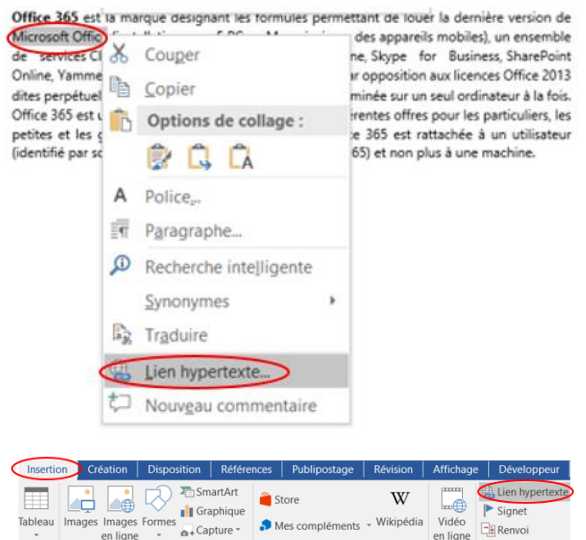 Office 365 est la marque désignant les formules permettant de louer la dernière version de
Microsoft Offic des appareils mobiles), un ensemble
de services Cl ne, Skype for Business, SharePoint
Online, Yamme ar opposition aux licences Office 2013
dites perpétuel minée sur un seul ordinateur à la fois.
Office 365 est u érentes offres pour les particuliers, les
petites et les g ce 365 est rattachée à un utilisateur
(identifié par so 65) et non plus à une machine.
Couper
Copier
Options de collage :
Police...
Paragraphe...
Recherche intelligente
Synonymes
Traduire
Lien hypertexte...
Nouveau commentaire
Insertion Création Disposition Références Publipostage Révision Affichage Développeur
Tableau Images Images en ligne Formes SmartArt Graphique Capture Store Mes compléments W Wikipédia Vidéo en ligne Lien hypertexte Signet Renvoi